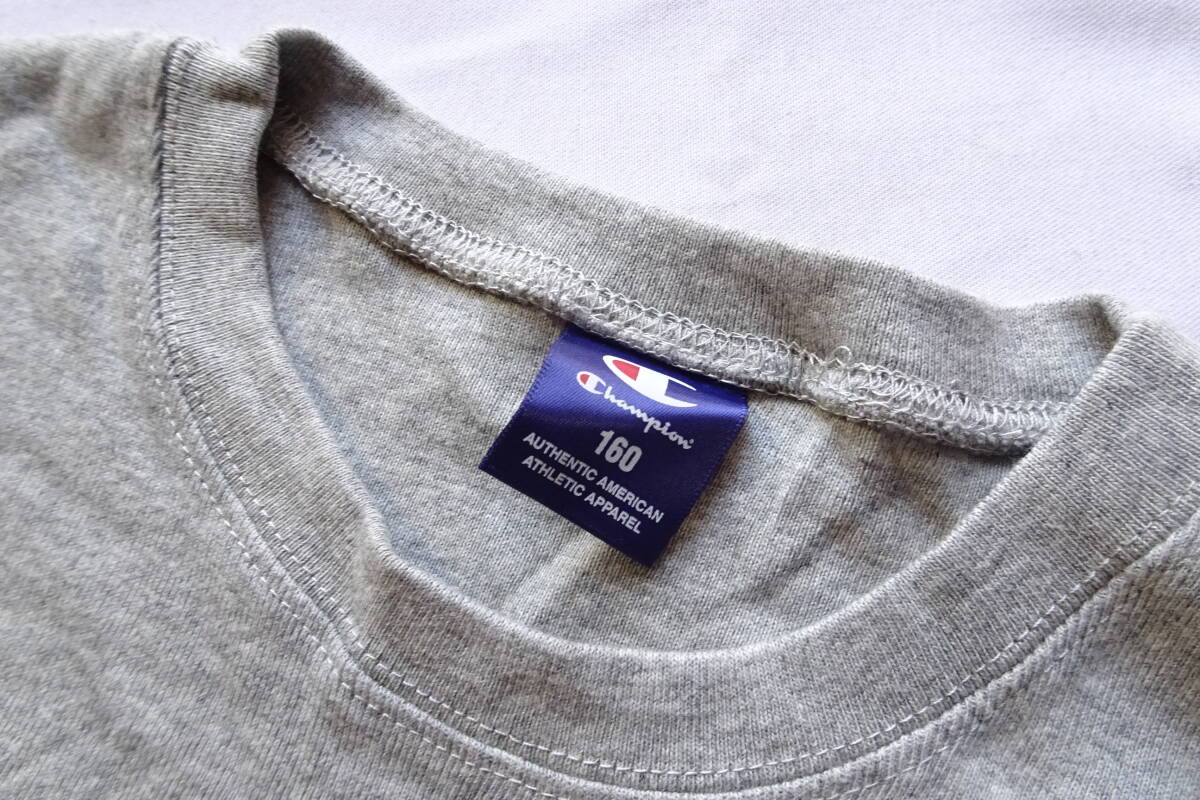 Champion
160
AUTHENTIC AMERICAN
ATHLETIC APPAREL